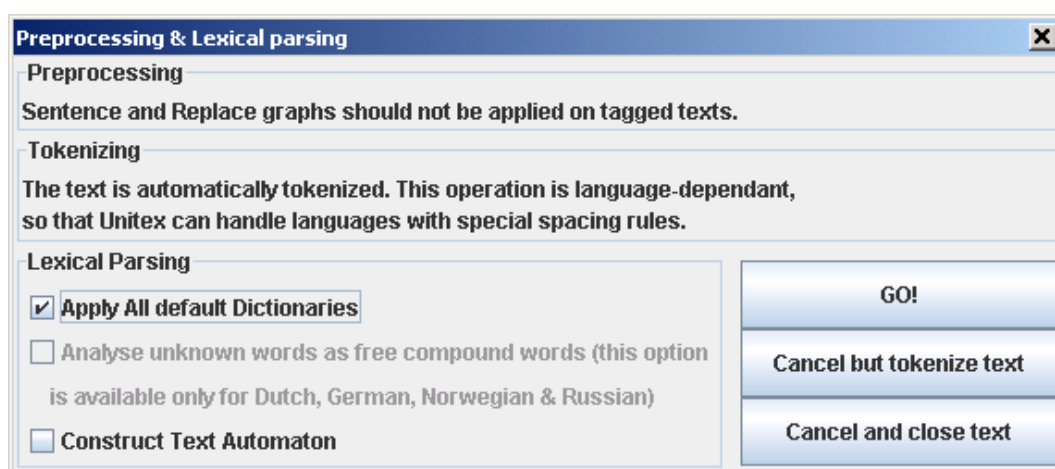 Preprocessing & Lexical parsing
Preprocessing
Sentence and Replace graphs should not be applied on tagged texts.
Tokenizing
The text is automatically tokenized. This operation is language-dependant,
so that Unitex can handle languages with special spacing rules.
Lexical Parsing
Apply All default Dictionaries
Analyse unknown words as free compound words (this option
is available only for Dutch, German, Norwegian & Russian)
Construct Text Automaton
GO!
Cancel but tokenize text
Cancel and close text